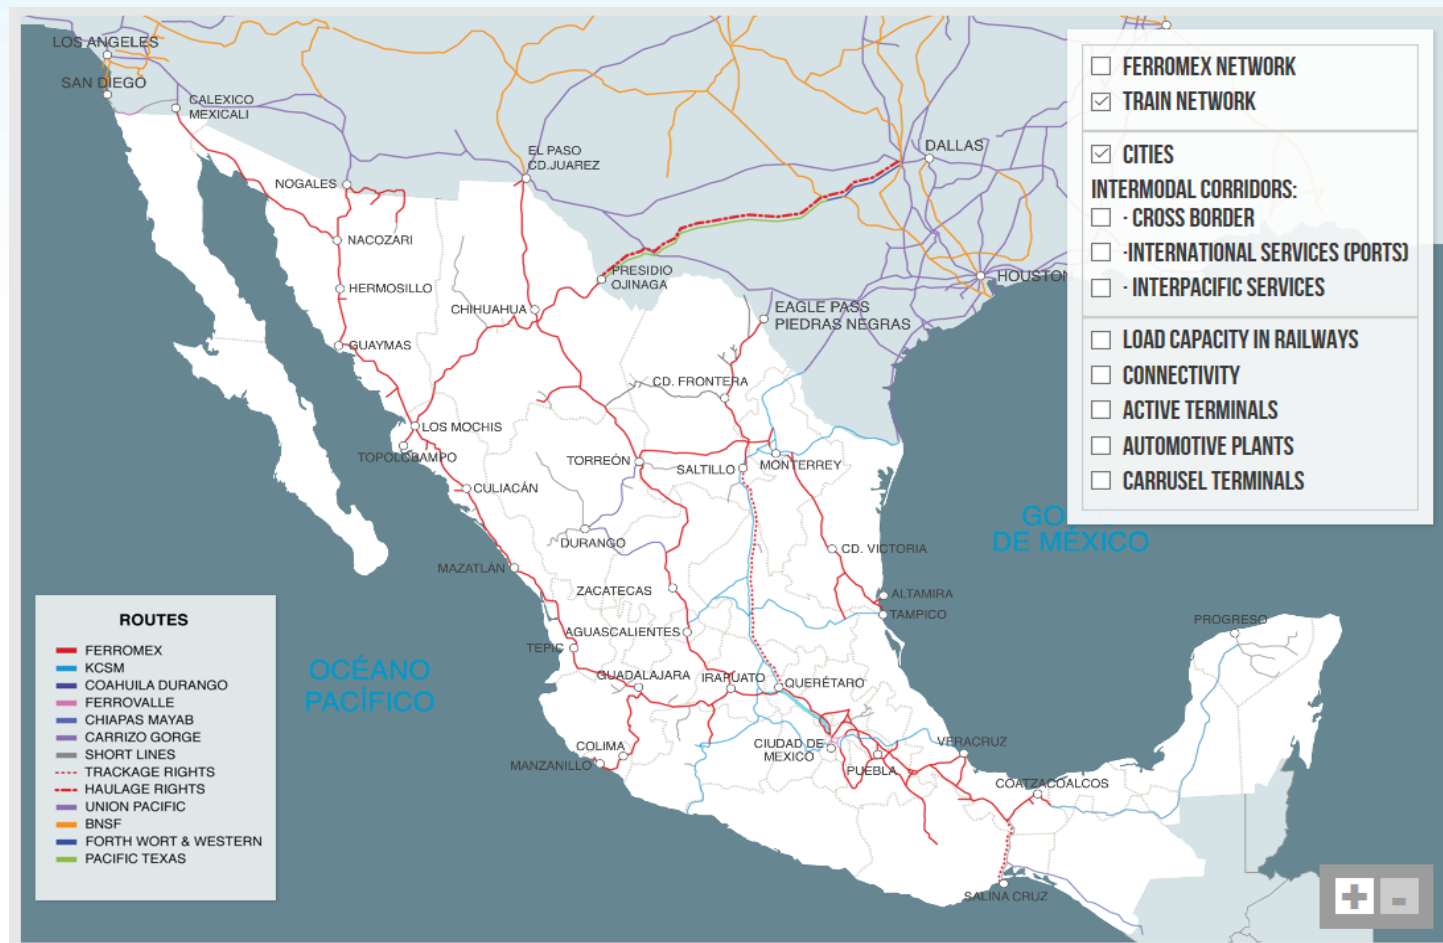 LOS ANGELES
SAN DIEGO
CALEXICO
MEXICALI
NOGALES
EL PASO
CD.JUAREZ
DALLAS
NACOZARI
HERMOSILLO
CHIHUAHUA
PRESIDIO
OJINAGA
HOUSTON
EAGLE PASS
PIEDRAS NEGRAS
GUAYMAS
CD. FRONTERA
LOS MOCHIS
TOPOLOBAMPO
TORREÓN
SALTILLO
MONTERREY
CULIACÁN
DURANGO
CD. VICTORIA
MAZATLÁN
ZACATECAS
ALTAMIRA
TAMPICO
AGUASCALIENTES
TEPIC
GUADALAJARA
IRAPUATO
QUERÉTARO
PROGRESO
COLIMA
MANZANILLO
CIUDAD DE
MEXICO
PUEBLA
VERACRUZ
COATZACOALCOS
SALINA CRUZ
OCÉANO
PACÍFICO
GO
DE MÉXICO
FERROMEX NETWORK
TRAIN NETWORK
CITIES
INTERMODAL CORRIDORS:
· CROSS BORDER
·INTERNATIONAL SERVICES (PORTS)
· INTERPACIFIC SERVICES
LOAD CAPACITY IN RAILWAYS
CONNECTIVITY
ACTIVE TERMINALS
AUTOMOTIVE PLANTS
CARRUSEL TERMINALS
ROUTES
FERROMEX
KCSM
COAHUILA DURANGO
FERROVALLE
CHIAPAS MAYAB
CARRIZO GORGE
SHORT LINES
TRACKAGE RIGHTS
HAULAGE RIGHTS
UNION PACIFIC
BNSF
FORTH WORT & WESTERN
PACIFIC TEXAS
+ -